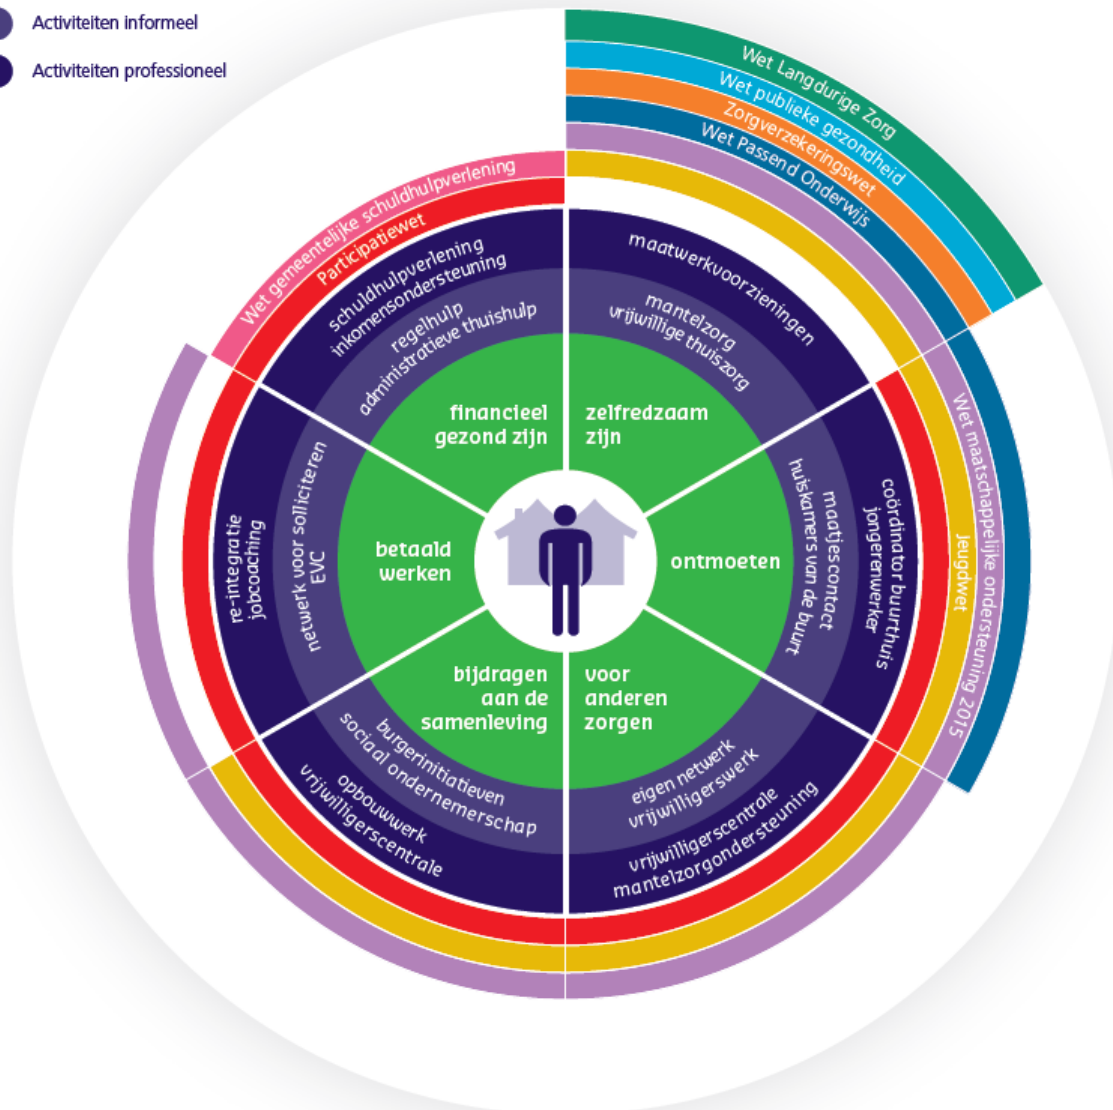 Activiteiten informeel
Activiteiten professioneel
Wet Langdurige Zorg
Wet publieke gezondheid
Zorgverzekeringswet
Wet Passend Onderwijs
Wet gemeentelijke schuldhulpverlening
Participatiewet
schuldhulpverlening
inkomensondersteuning
regelhulp
administratieve thuishulp
financieel
gezond zijn
maatwerkvoorzieningen
mantelzorg
vrijwillige thuiszorg
zelfredzaam
zijn
Wet maatschappelijke ondersteuning 2015
Jeugdwet
coördinator buurthuis
jongerenwerker
maatjescontact
huiskamers van de buurt
ontmoeten
voor
anderen
zorgen
eigen netwerk
vrijwilligerswerk
vrijwilligerscentrale
mantelzorgondersteuning
bijdragen
aan de
samenleving
burgerinitiatieven
sociaal ondernemerschap
opbouwwerk
vrijwilligerscentrale
betaald
werken
netwerk voor solliciteren
EVC
re-integratie
jobcoaching